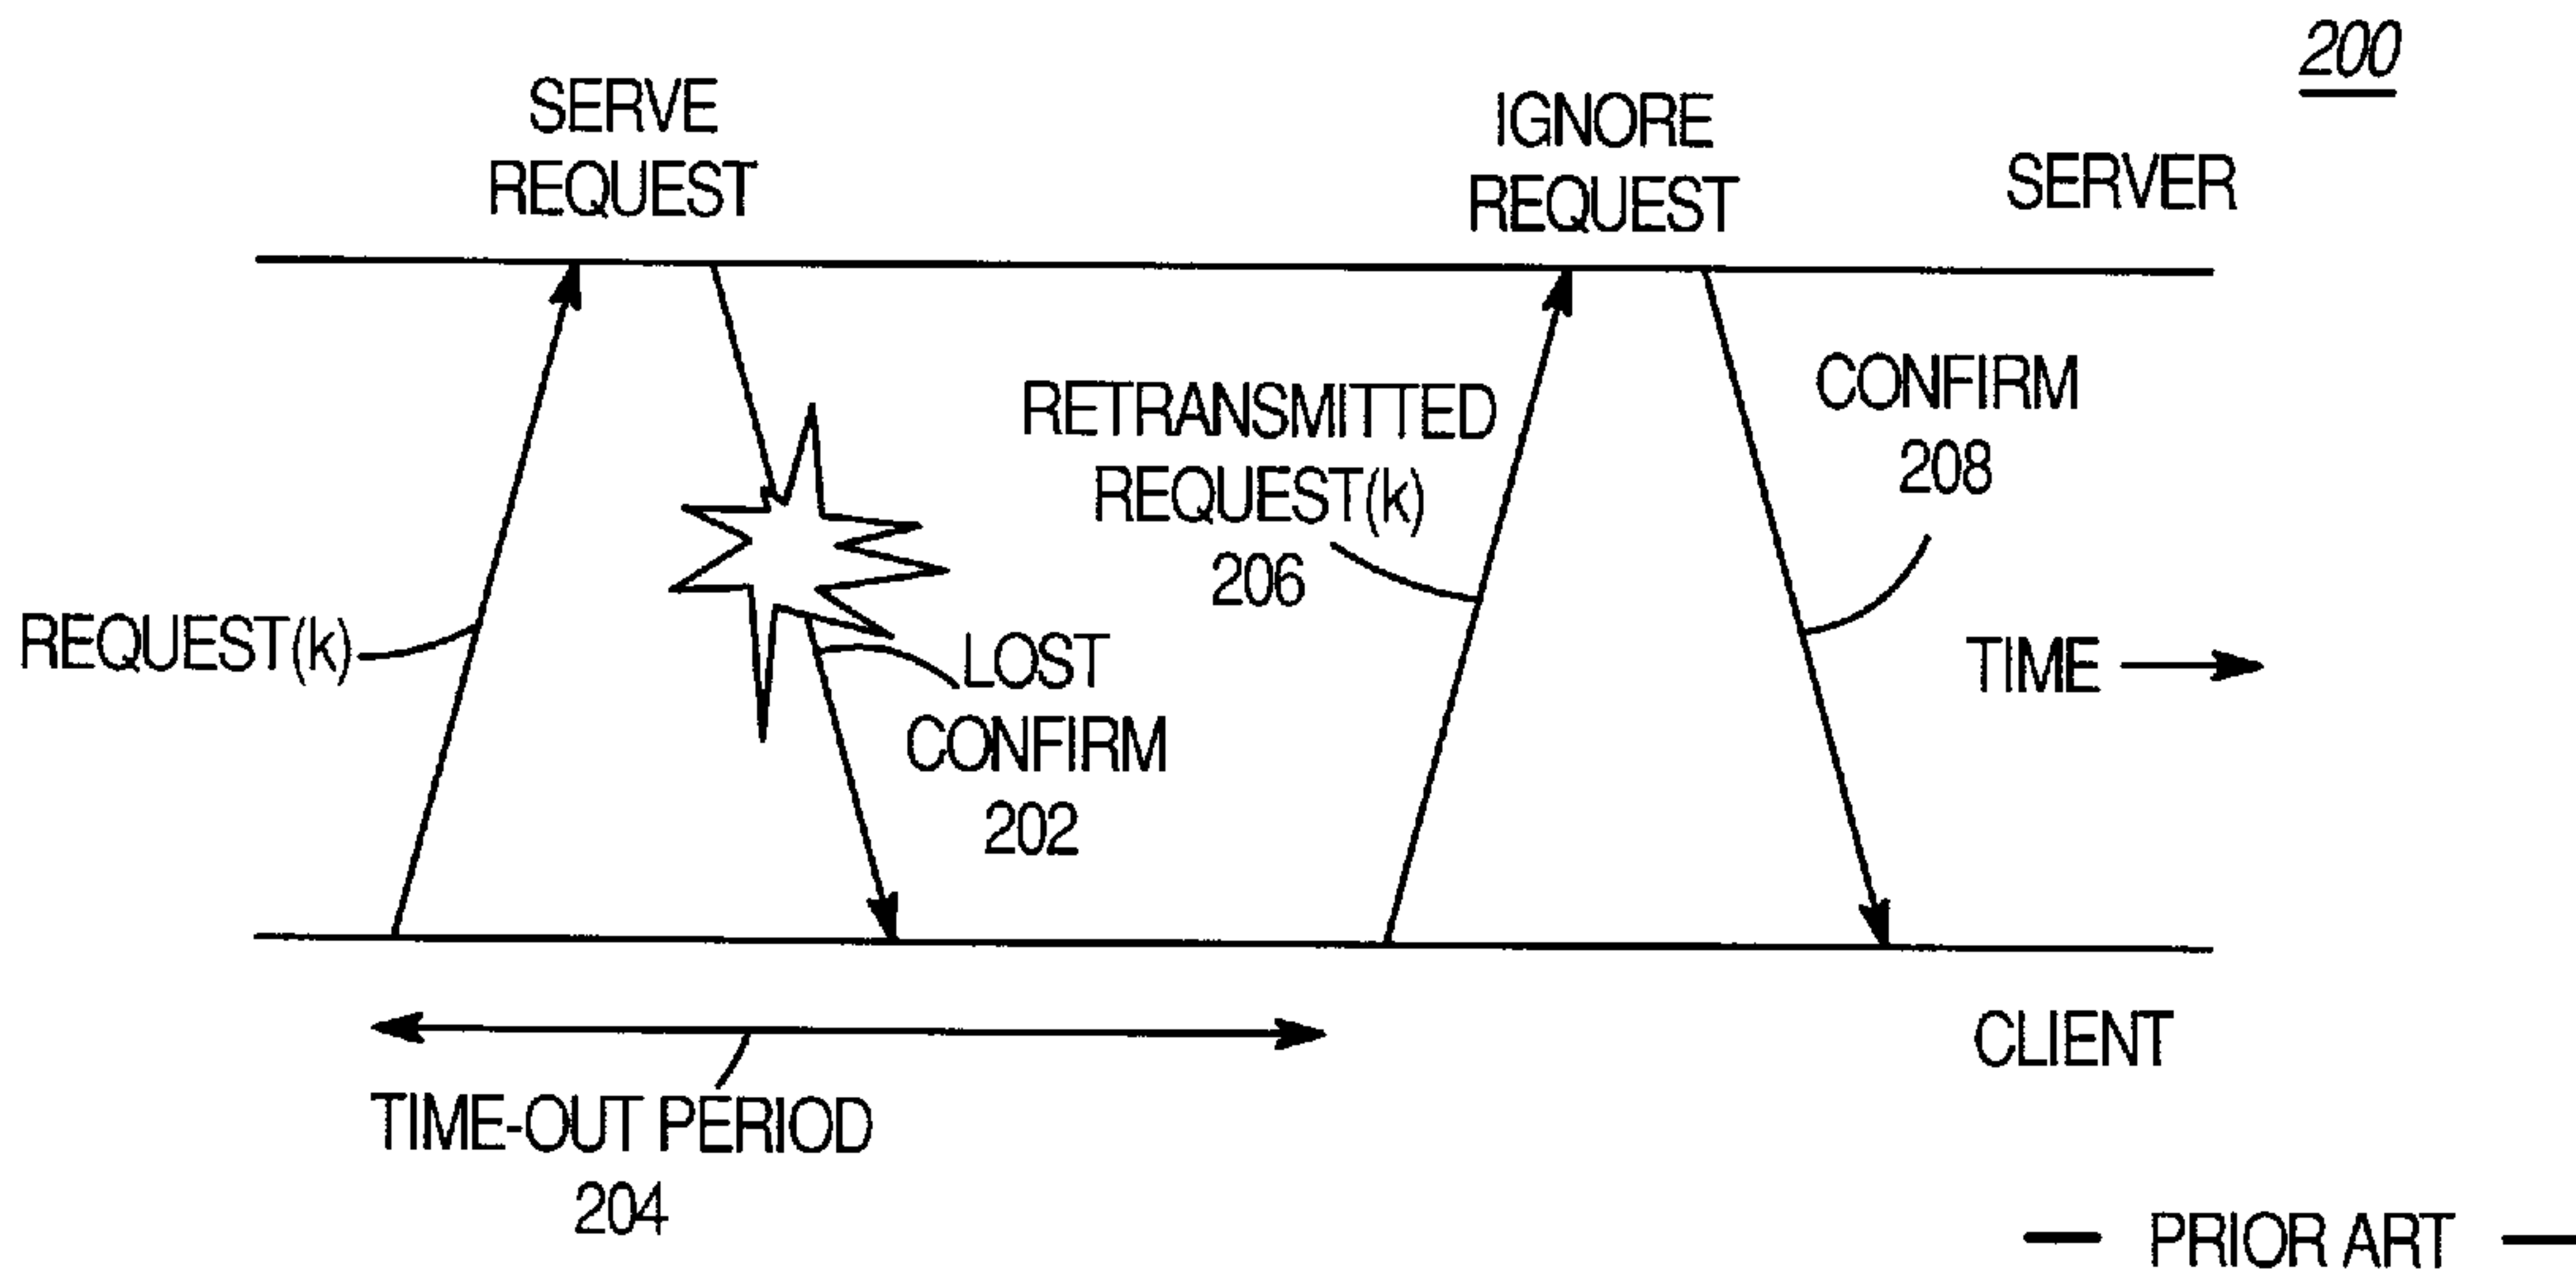 200
SERVE
REQUEST
IGNORE
REQUEST
SERVER
RETRANSMITTED
REQUEST(k)
206
CONFIRM
208
REQUEST(k)
LOST
CONFIRM
202
TIME
CLIENT
TIME-OUT PERIOD
204
— PRIOR ART —